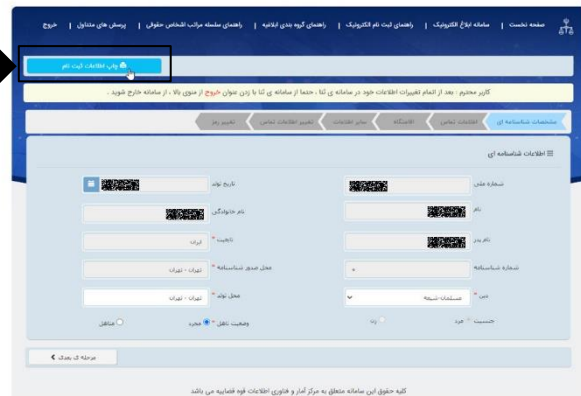 صفحه نخست | سامانه ابلاغ الکترونیک | راهنمای ثبت نام الکترونیک | راهنمای گروه بندی ابلاغیه | راهنمای سلسله مراتب اشخاص حقوقی | پرسش های متداول | خروج
چاپ اطلاعات ثبت نام
کاربر محترم : بعد از اتمام تغییرات اطلاعات خود در سامانه ی ثنا ، حتما از سامانه ی ثنا با زدن عنوان خروج از منوی بالا ، از سامانه خارج شوید .
مشخصات شناسنامه ای اطلاعات تماس اقامتگاه سایر اطلاعات تغییر اطلاعات تماس تغییر رمز
اطلاعات شناسنامه ای
شماره ملی تاریخ تولد
نام نام خانوادگی
نام پدر تابعیت * ایران
شماره شناسنامه محل صدور شناسنامه * تهران - تهران
دین * مسلمان-شیعه محل تولد * تهران - تهران
جنسیت * مرد زن وضعیت تاهل * مجرد متاهل
مرحله ی بعدی
کلیه حقوق این سامانه متعلق به مرکز آمار و فناوری اطلاعات قوه قضاییه می باشد